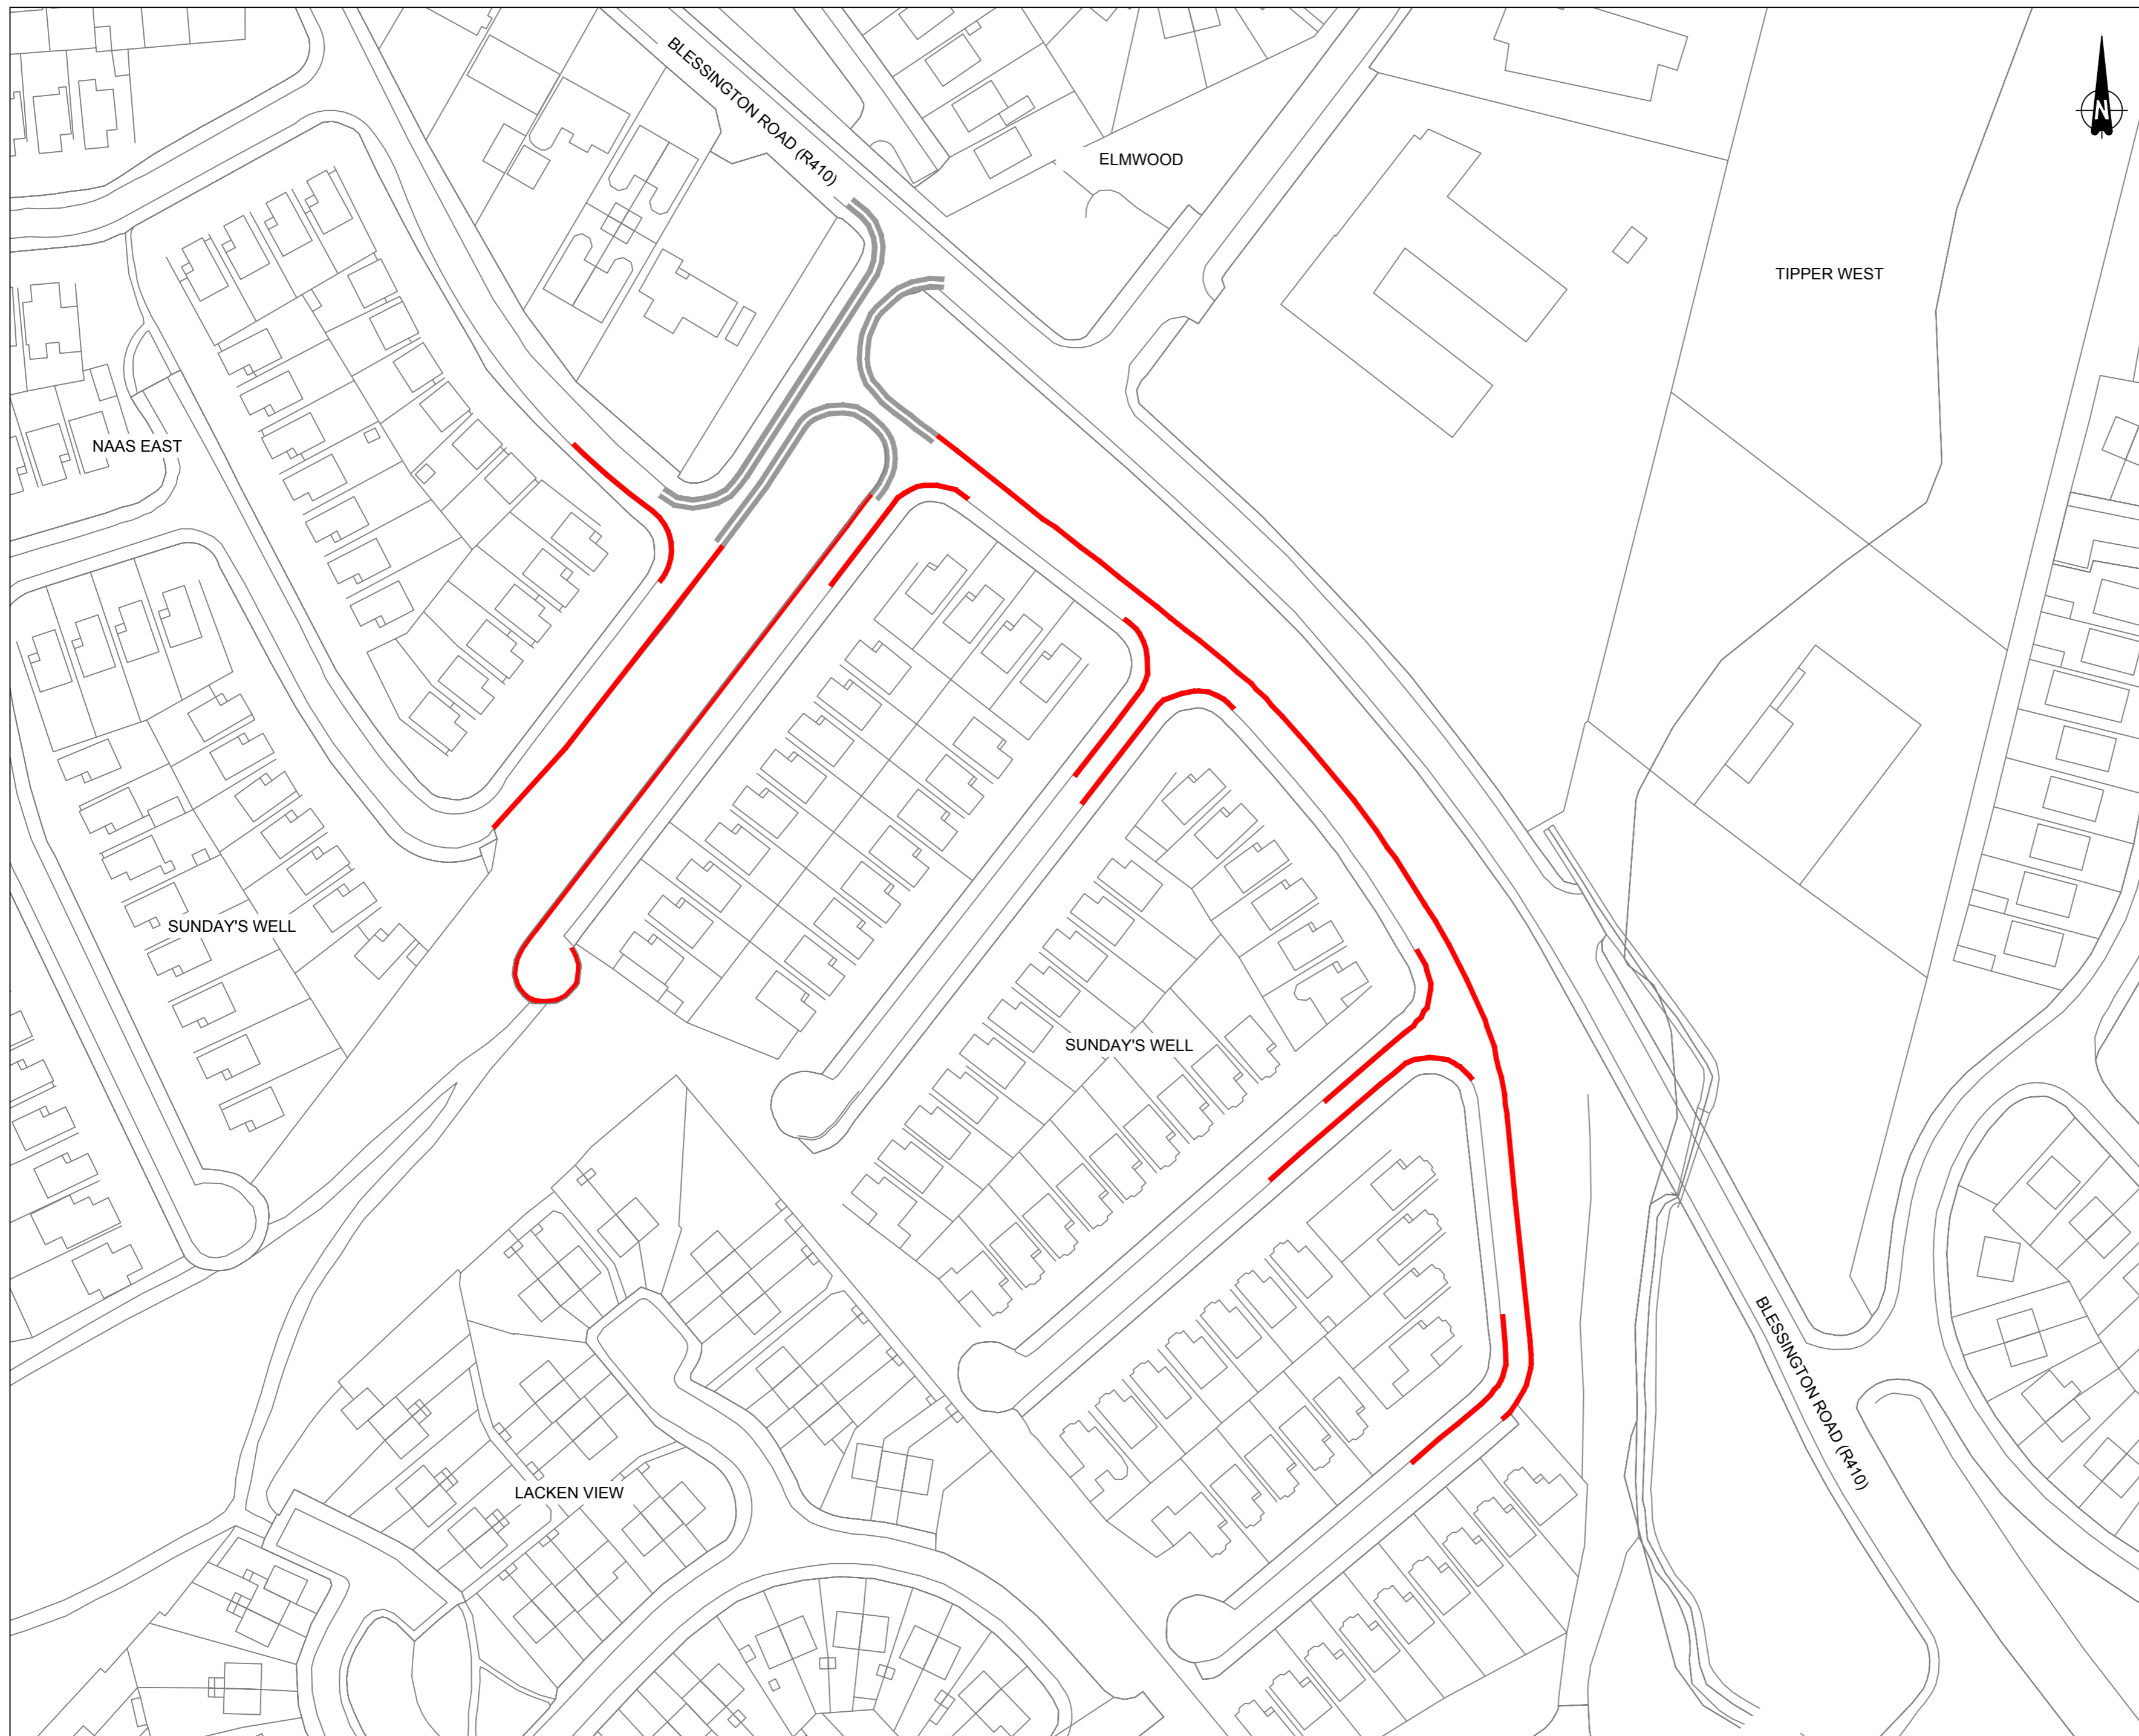 BLESSINGTON ROAD (R410)
N
ELMWOOD
TIPPER WEST
NAAS EAST
SUNDAY'S WELL
SUNDAY'S WELL
BLESSINGTON ROAD (R410)
LACKEN VIEW